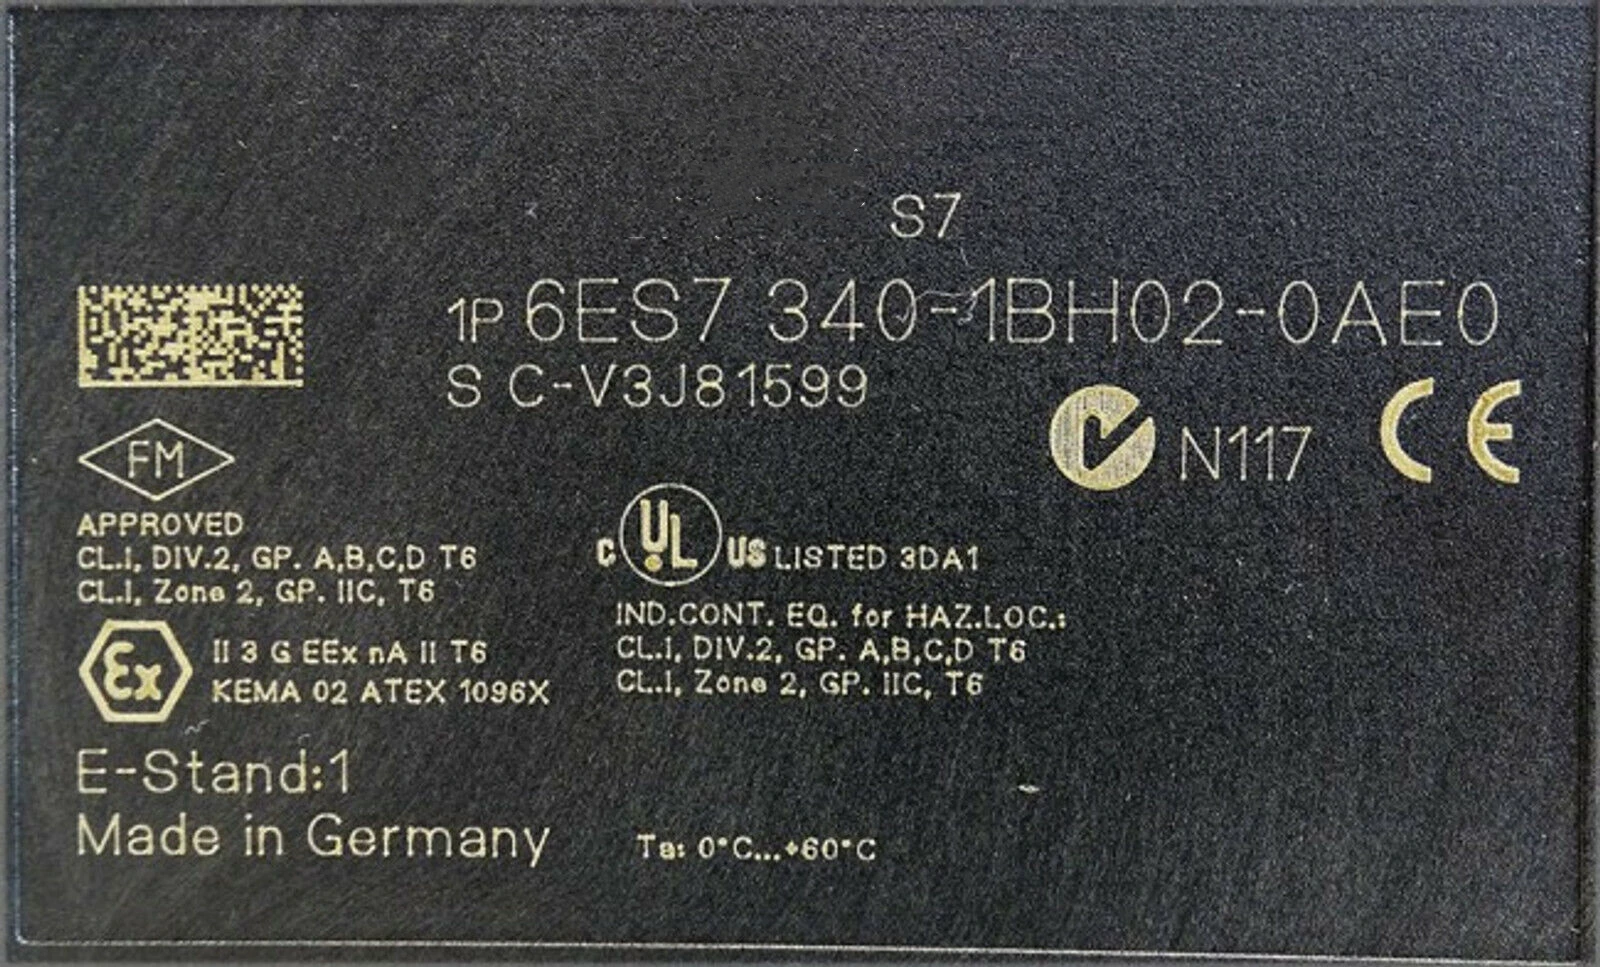 S7
1P 6ES7 340-1BH02-0AE0
S C-V3J81599
N117 CE
FM
APPROVED
CL.I, DIV.2, GP. A,B,C,D T6
CL.I, Zone 2, GP. IIC, T6
C UL US LISTED 3DA1
IND.CONT. EQ. for HAZ.LOC.:
CL.I, DIV.2, GP. A,B,C,D T6
CL.I, Zone 2, GP. IIC, T6
Ex
II 3 G EEx nA II T6
KEMA 02 ATEX 1096X
E-Stand:1
Made in Germany
Ta: 0°C...+60°C